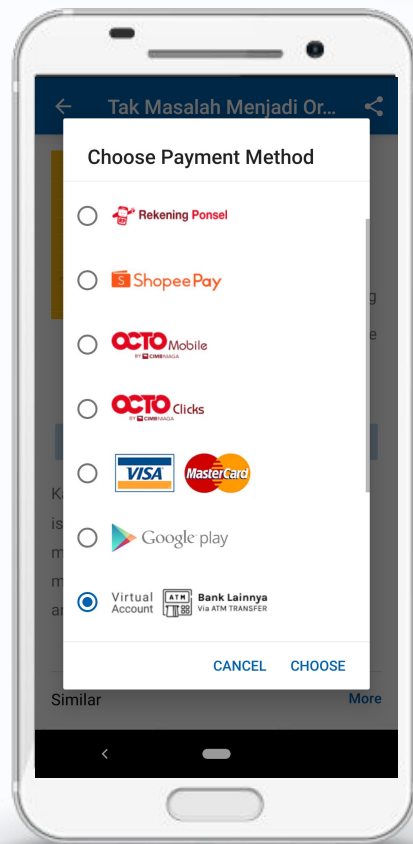 Tak Masalah Menjadi Or...
Choose Payment Method
Rekening Ponsel
S ShopeePay
OCTO Mobile
BY CIMB NIAGA
OCTO Clicks
BY CIMB NIAGA
VISA MasterCard
Google play
Virtual Account
ATM
Bank Lainnya
Via ATM TRANSFER
CANCEL CHOOSE
Similar More